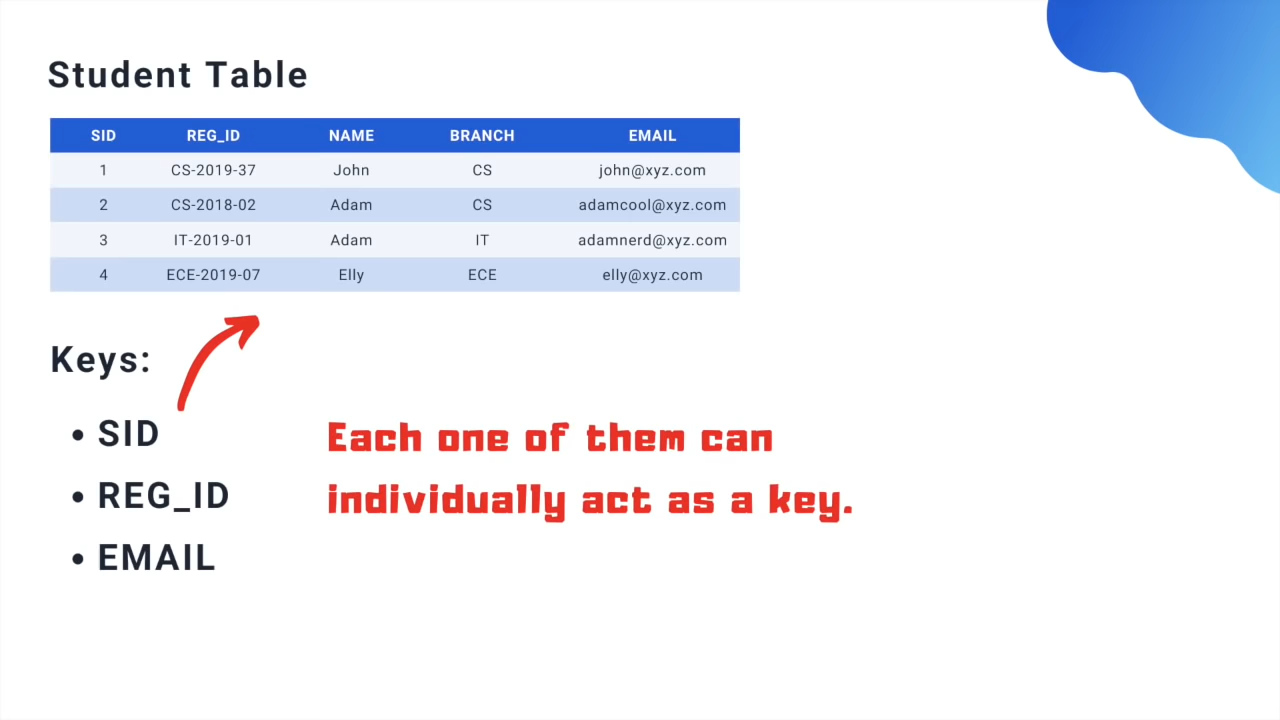 Student Table
SID REG_ID NAME BRANCH EMAIL
1 CS-2019-37 John CS john@xyz.com
2 CS-2018-02 Adam CS adamcool@xyz.com
3 IT-2019-01 Adam IT adamnerd@xyz.com
4 ECE-2019-07 Elly ECE elly@xyz.com
Keys:
• SID
• REG_ID
• EMAIL
Each one of them can
individually act as a key.